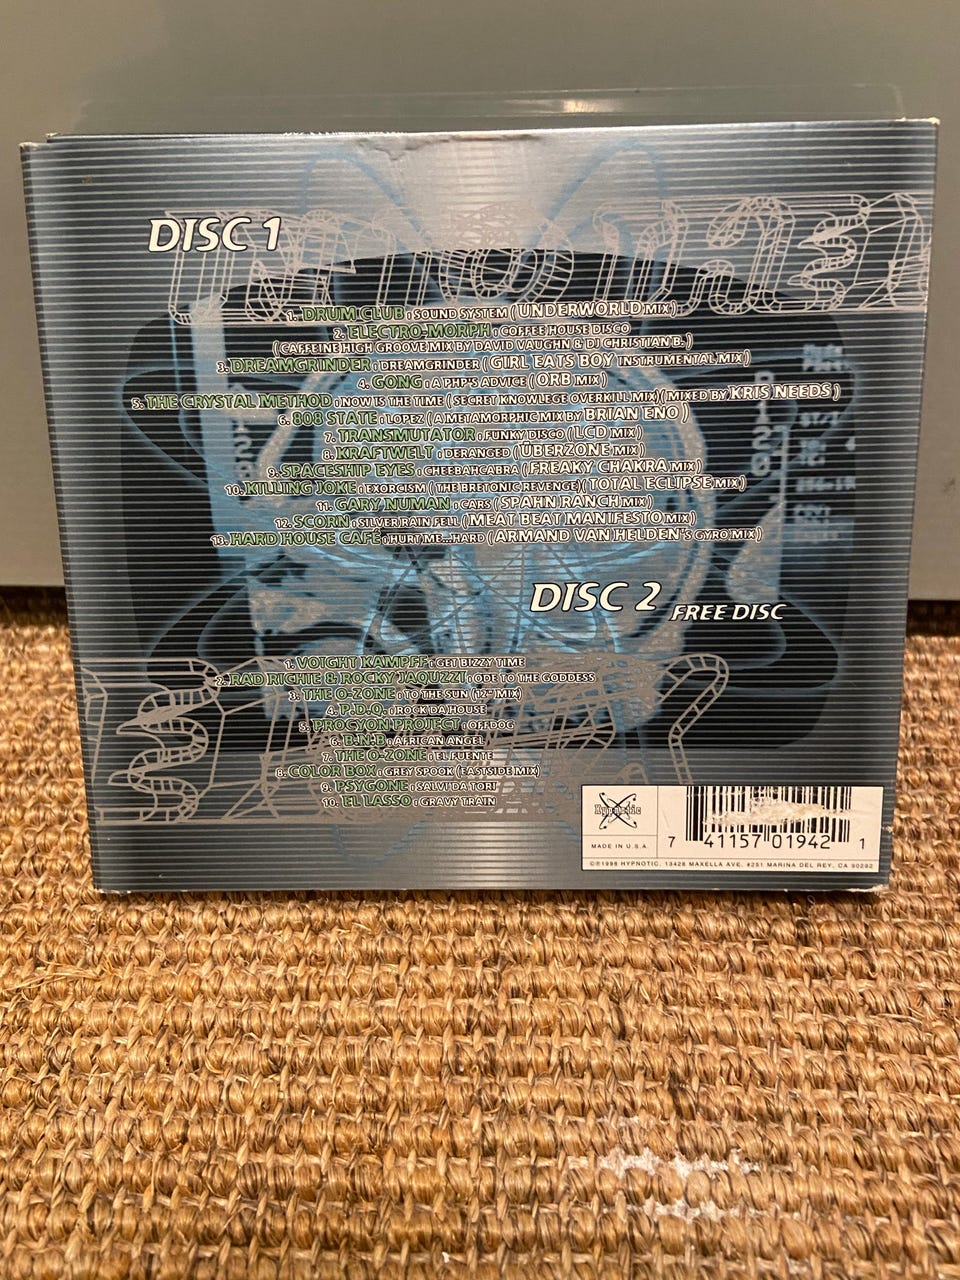 DISC 1
1. DRUM CLUB : SOUND SYSTEM ( UNDERWORLD MIX )
2. ELECTRO-MORPH : COFFEE HOUSE DISCO
( CAFFEINE HIGH GROOVE MIX BY DAVID VAUGHN & DJ CHRISTIAN B. )
3. DREAMGRINDER : DREAMGRINDER ( GIRL EATS BOY INSTRUMENTAL MIX )
4. GONG : A PHP'S ADVICE ( ORB MIX )
5. THE CRYSTAL METHOD : NOW IS THE TIME ( SECRET KNOWLEGE OVERKILL MIX)( MIXED BY KRIS NEEDS )
6. 808 STATE : LOPEZ ( A METAMORPHIC MIX BY BRIAN ENO )
7. TRANSMUTATOR : FUNKY DISCO ( LCD MIX )
8. KRAFTWELT : DERANGED ( ÜBERZONE MIX )
9. SPACESHIP EYES : CHEEBAHCABRA ( FREAKY CHAKRA MIX )
10. KILLING JOKE : EXORCISM ( THE BRETONIC REVENGE)( TOTAL ECLIPSE MIX )
11. GARY NUMAN : CARS ( SPAHN RANCH MIX )
12. SCORN : SILVER RAIN FELL ( MEAT BEAT MANIFESTO MIX )
13. HARD HOUSE CAFÉ : HURT ME...HARD ( ARMAND VAN HELDEN'S GYRO MIX )
DISC 2 FREE DISC
1. VOIGHT KAMPFF : GET BIZZY TIME
2. RAD RICHIE & ROCKY JAQUZZI : ODE TO THE GODDESS
3. THE O-ZONE : TO THE SUN (12" MIX)
4. P.D.Q. : ROCK DA HOUSE
5. PROCYON PROJECT : OFFDOG
6. B.N.B : AFRICAN ANGEL
7. THE O-ZONE : EL FUENTE
8. COLOR BOX : GREY SPOOK (EASTSIDE MIX)
9. PSYGONE : SALVI DA TORI
10. EL LASSO : GRAVY TRAIN
Hypnotic
MADE IN U.S.A.
7 41157 01942 1
©℗1998 HYPNOTIC, 13428 MAXELLA AVE. #251 MARINA DEL REY, CA 90292